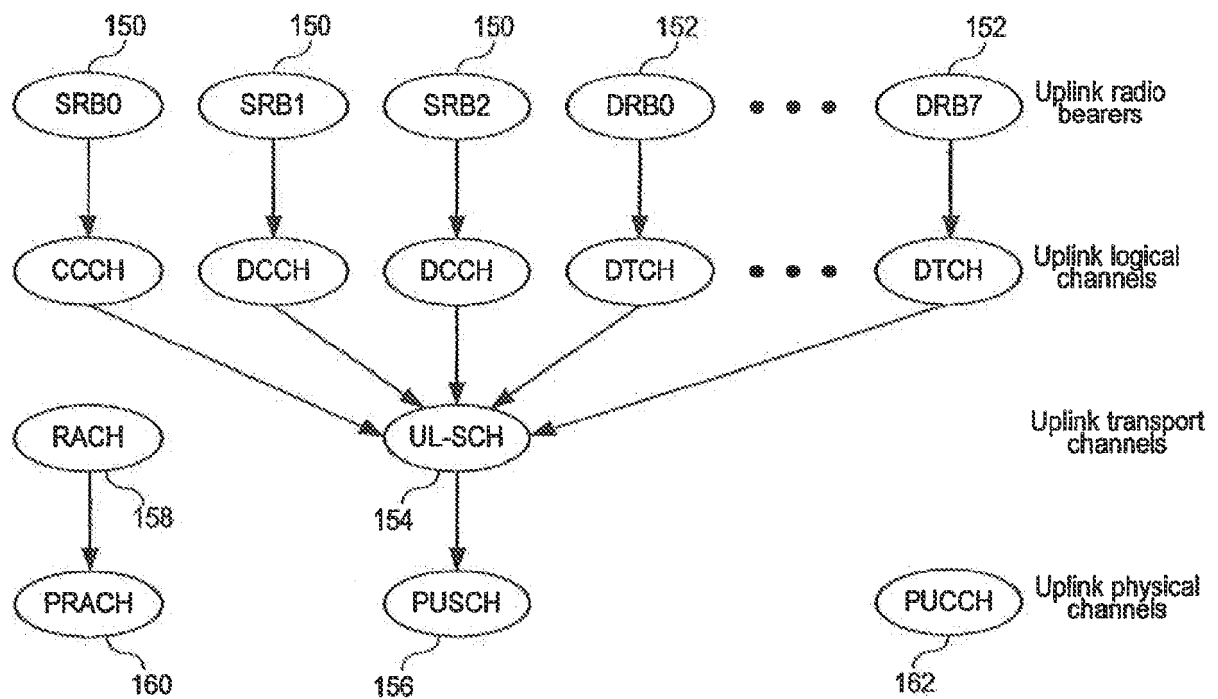 150 150 150 152 152
SRB0 SRB1 SRB2 DRB0 DRB7 Uplink radio
bearers
CCCH DCCH DCCH DTCH DTCH Uplink logical
channels
RACH UL-SCH Uplink transport
channels
158 154
PRACH PUSCH PUCCH Uplink physical
channels
160 156 162